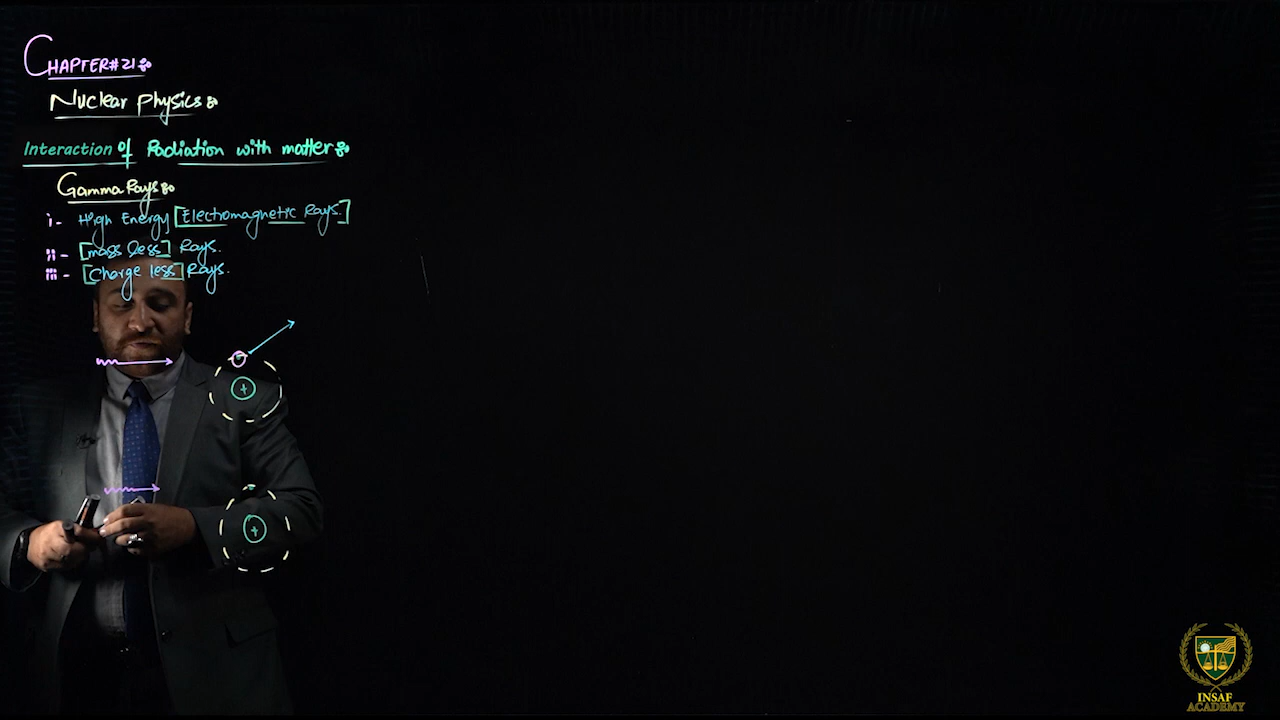 CHAPTER#21:
Nuclear Physics:
Interaction of Radiation with matter:
Gamma Rays:
i- High Energy [Electromagnetic Rays.]
ii- [mass less] Rays.
iii- [Charge less] Rays.
+
+
INSAF
ACADEMY